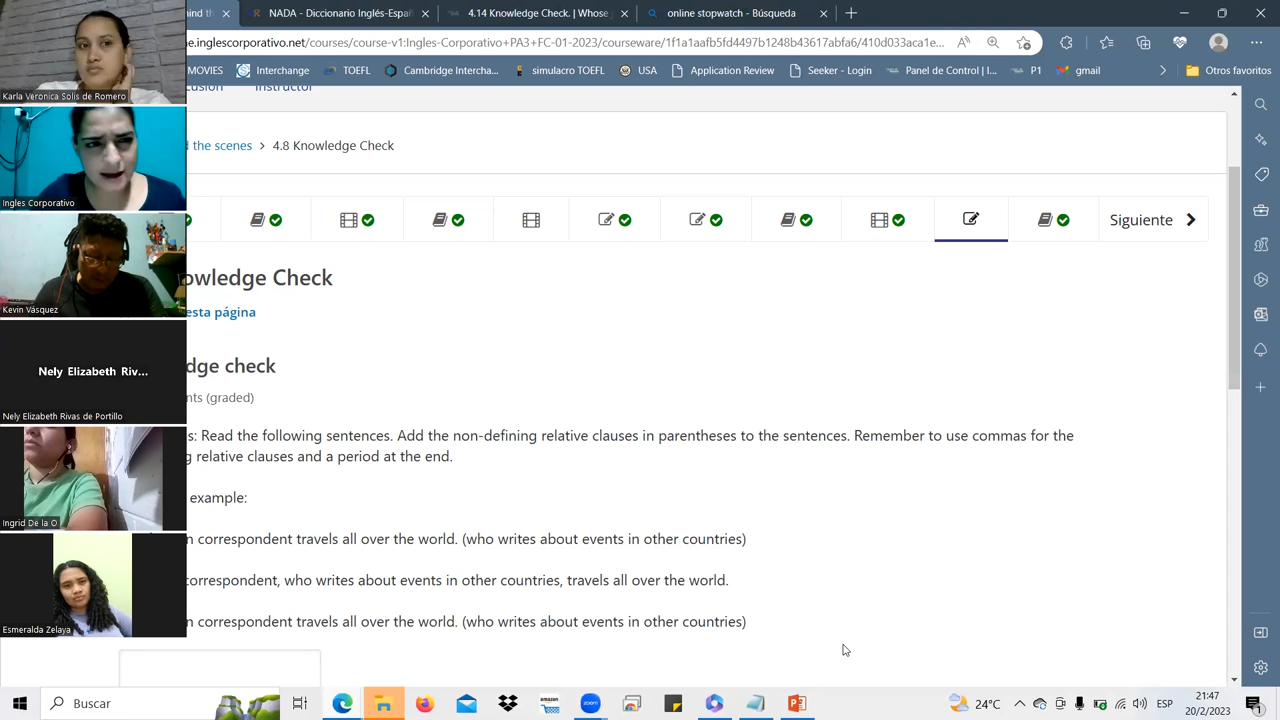 nind th
NADA - Diccionario Inglés-Españ
4.14 Knowledge Check. | Whose
online stopwatch - Búsqueda
ne.inglescorporativo.net/courses/course-v1:Ingles-Corporativo+PA3+FC-01-2023/courseware/1f1a1aafb5fd4497b1248b43617abfa6/410d033aca1e...
MOVIES
Interchange
TOEFL
Cambridge Intercha...
simulacro TOEFL
USA
Application Review
Seeker - Login
Panel de Control | I...
P1
gmail
Otros favoritos
cusión
Instructor
d the scenes > 4.8 Knowledge Check
Siguiente
owledge Check
esta página
dge check
nts (graded)
s: Read the following sentences. Add the non-defining relative clauses in parentheses to the sentences. Remember to use commas for the
g relative clauses and a period at the end.
example:
n correspondent travels all over the world. (who writes about events in other countries)
correspondent, who writes about events in other countries, travels all over the world.
n correspondent travels all over the world. (who writes about events in other countries)
Karla Veronica Solis de Romero
Ingles Corporativo
Kevin Vásquez
Nely Elizabeth Riv...
Nely Elizabeth Rivas de Portillo
Ingrid De la O
Esmeralda Zelaya
Buscar
amazon
zoom
24°C
ESP
21:47
20/2/2023
1